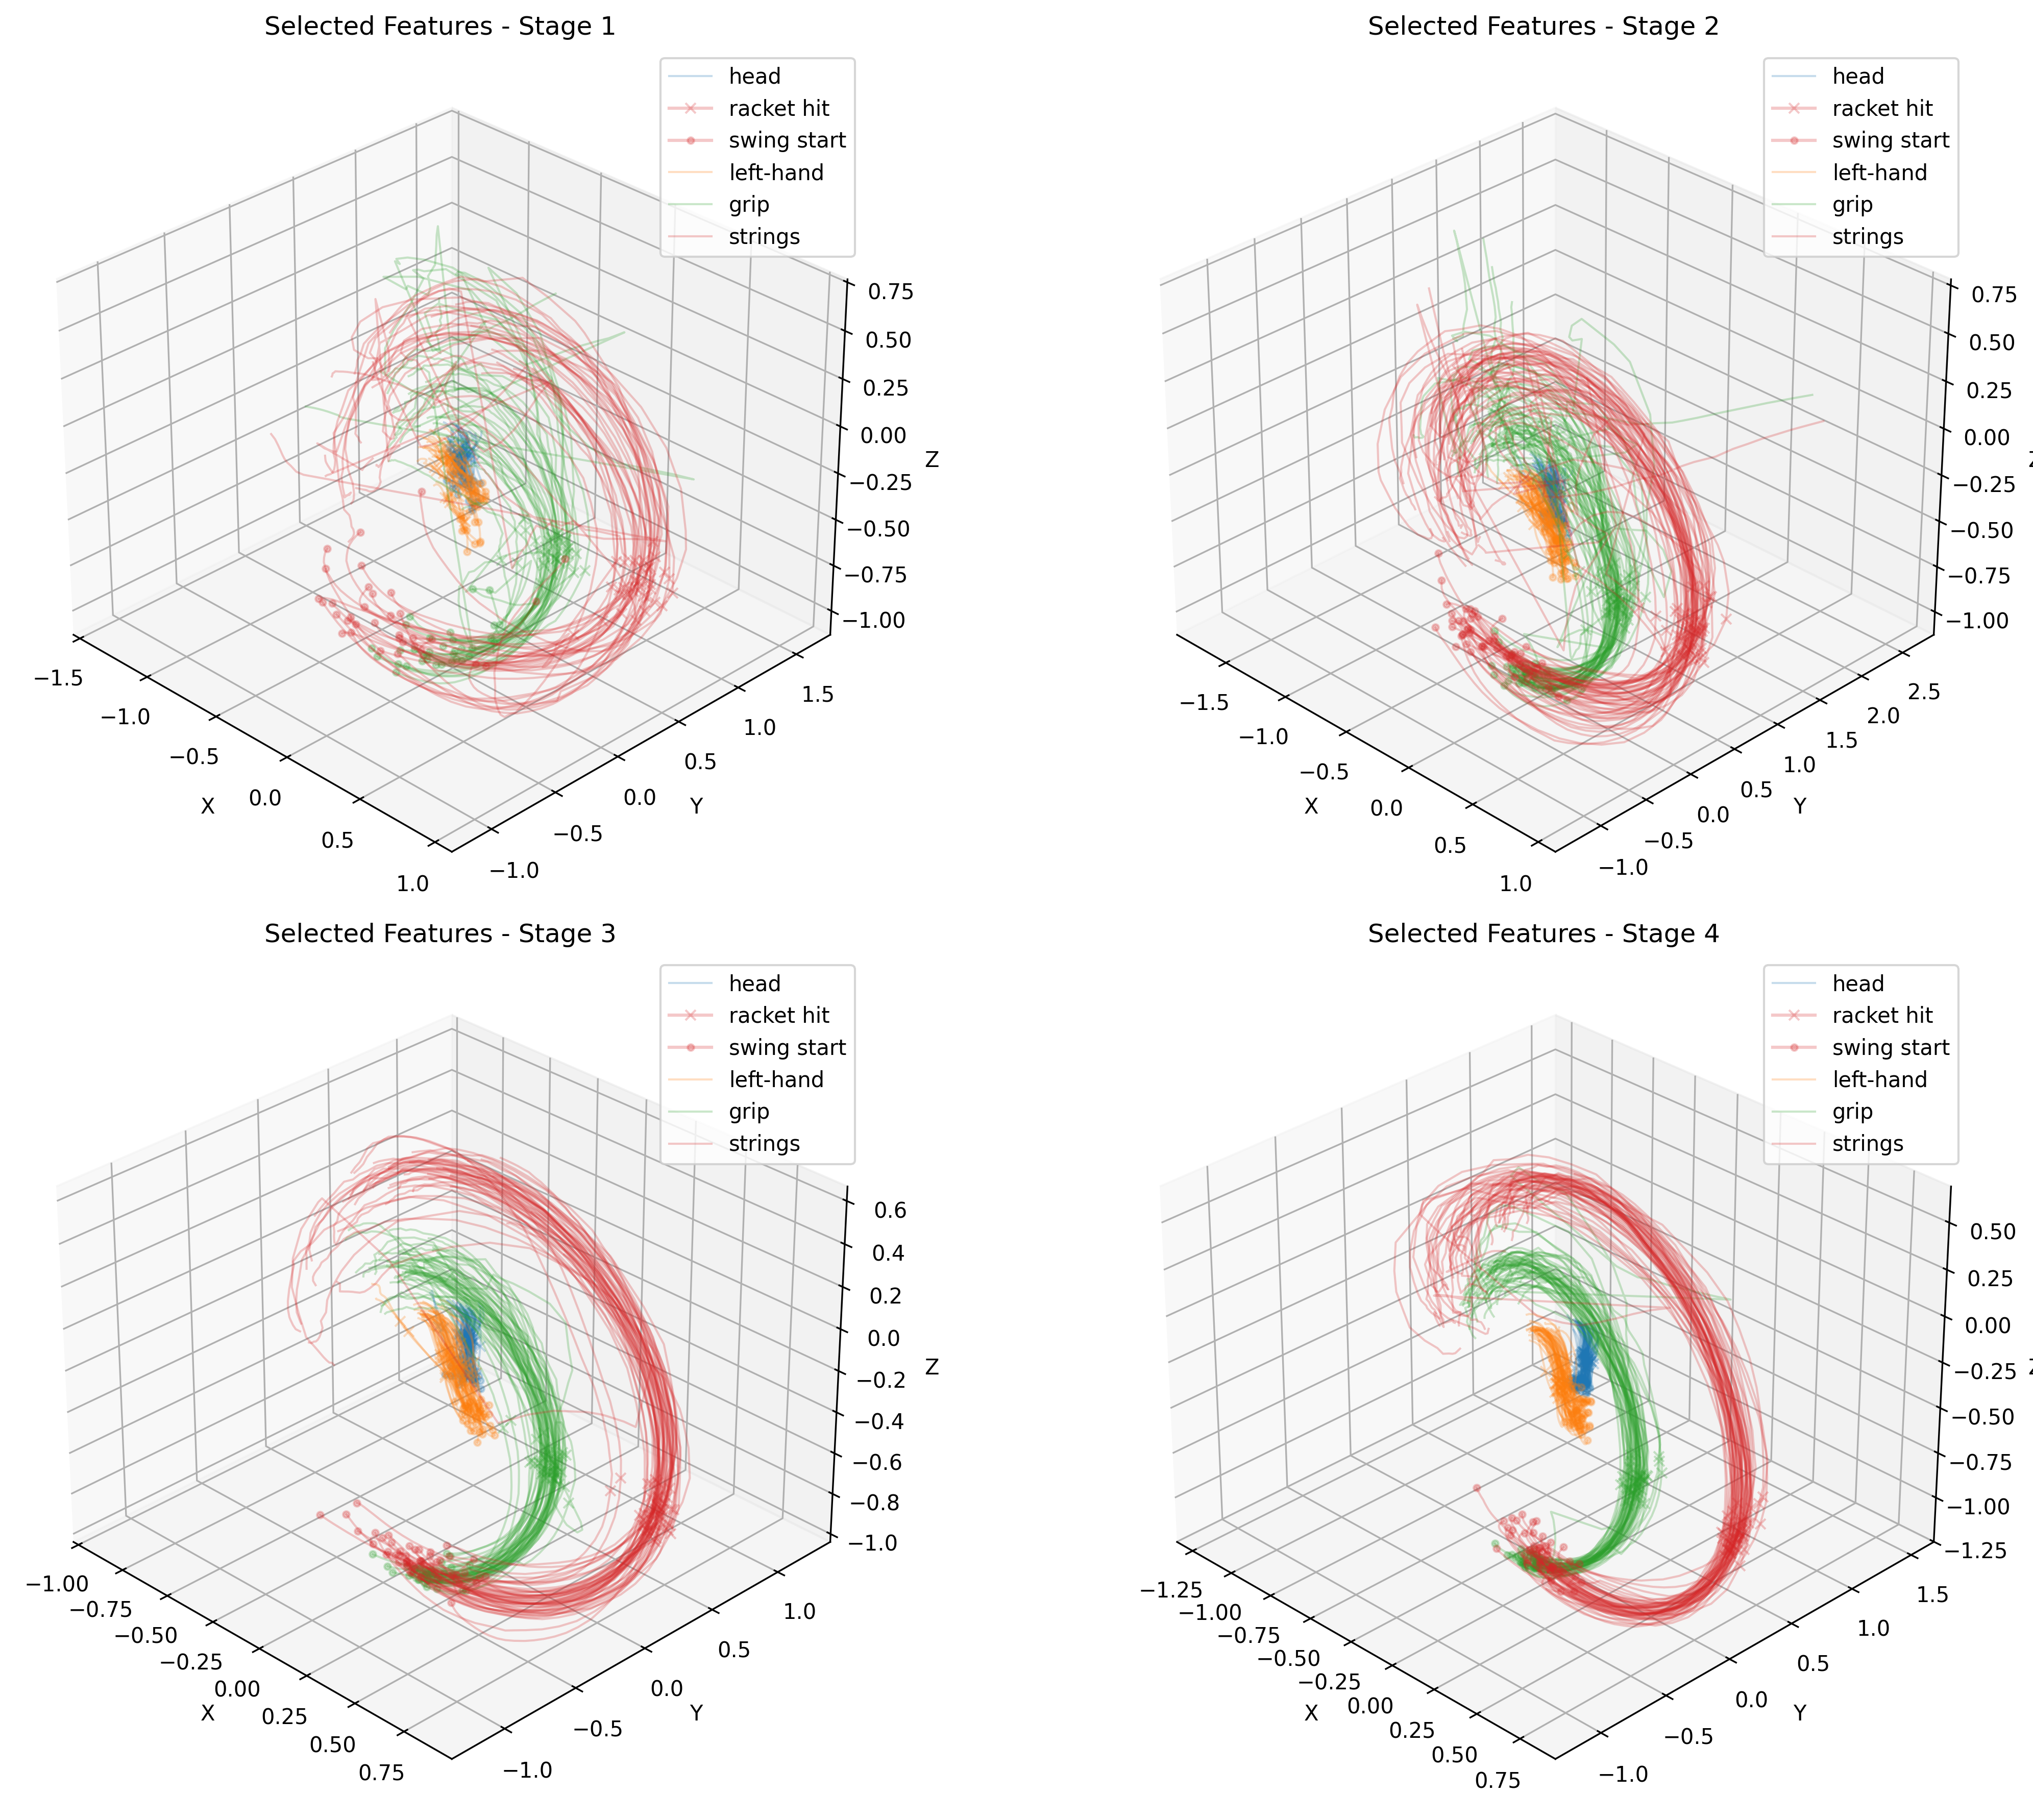 Selected Features - Stage 1
head
racket hit
swing start
left-hand
grip
strings
0.75
0.50
0.25
0.00
−0.25
−0.50
−0.75
−1.00
Z
−1.5
−1.0
−0.5
0.0
0.5
1.0
X
−1.0
−0.5
0.0
0.5
1.0
1.5
Y
Selected Features - Stage 2
head
racket hit
swing start
left-hand
grip
strings
0.75
0.50
0.25
0.00
−0.25
−0.50
−0.75
−1.00
−1.5
−1.0
−0.5
0.0
0.5
1.0
X
−1.0
−0.5
0.0
0.5
1.0
1.5
2.0
2.5
Y
Selected Features - Stage 3
head
racket hit
swing start
left-hand
grip
strings
0.6
0.4
0.2
0.0
−0.2
−0.4
−0.6
−0.8
−1.0
Z
−1.00
−0.75
−0.50
−0.25
0.00
0.25
0.50
0.75
X
−1.0
−0.5
0.0
0.5
1.0
Y
Selected Features - Stage 4
head
racket hit
swing start
left-hand
grip
strings
0.50
0.25
0.00
−0.25
−0.50
−0.75
−1.00
−1.25
−1.25
−1.00
−0.75
−0.50
−0.25
0.00
0.25
0.50
0.75
X
−1.0
−0.5
0.0
0.5
1.0
1.5
Y